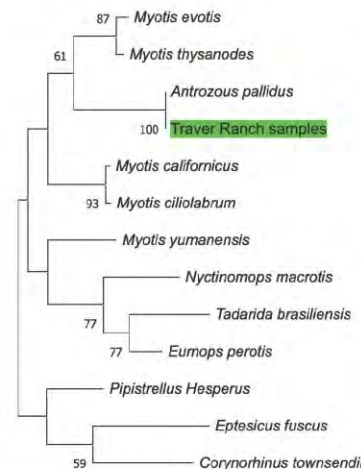 87
Myotis evotis
61
Myotis thysanodes
Antrozous pallidus
100
Traver Ranch samples
Myotis californicus
93
Myotis ciliolabrum
Myotis yumanensis
Nyctinomops macrotis
77
Tadarida brasiliensis
77
Eumops perotis
Pipistrellus Hesperus
Eptesicus fuscus
59
Corynorhinus townsendi